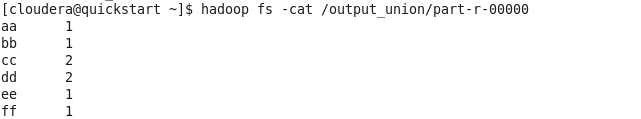 [cloudera@quickstart ~]$ hadoop fs -cat /output_union/part-r-00000
aa      1
bb      1
cc      2
dd      2
ee      1
ff      1